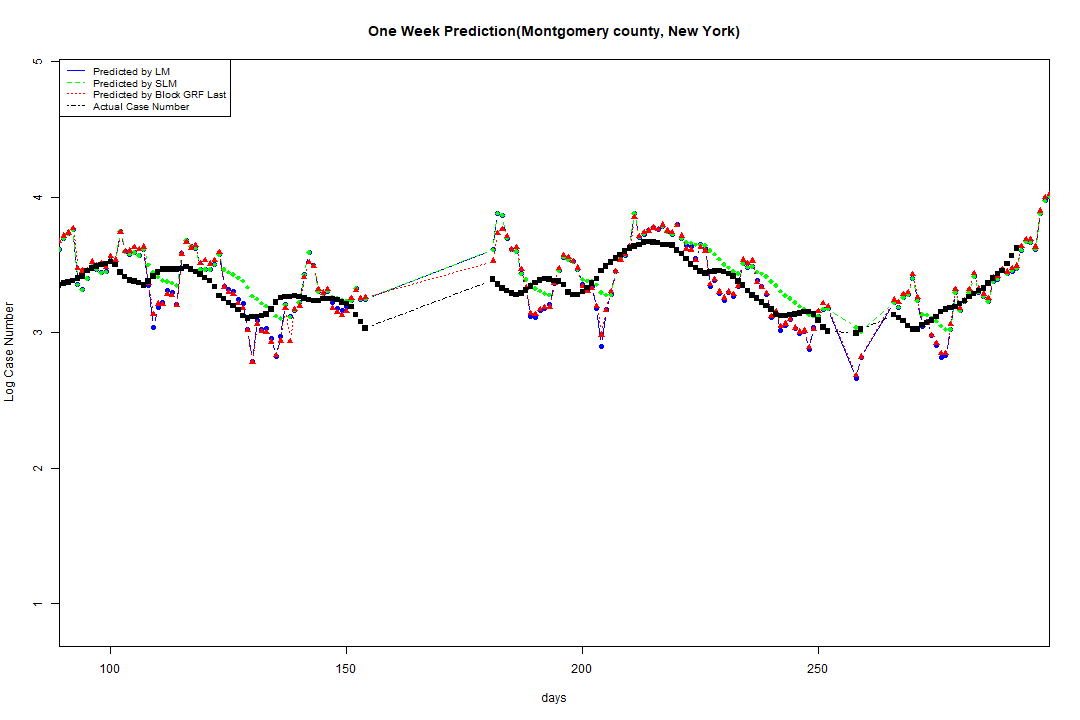 One Week Prediction(Montgomery county, New York)
Predicted by LM
Predicted by SLM
Predicted by Block GRF Last
Actual Case Number
5
4
3
2
1
Log Case Number
100 150 200 250
days